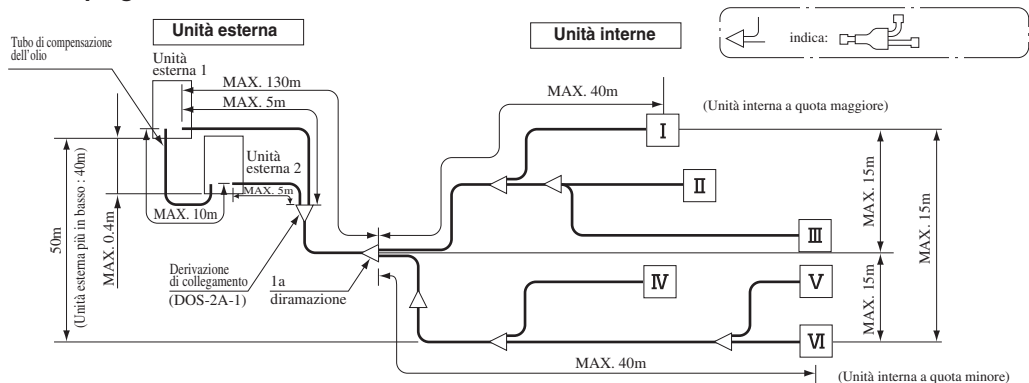 Unità esterna
Unità interne
indica:
Tubo di compensazione
dell'olio
Unità
esterna 1
MAX. 130m
MAX. 5m
MAX. 40m
(Unità interna a quota maggiore)
I
Unità
esterna 2
MAX. 5m
II
MAX. 10m
III
50m
(Unità esterna più in basso : 40m)
MAX. 0.4m
MAX. 15m
MAX. 15m
MAX. 15m
Derivazione
di collegamento
(DOS-2A-1)
1a
diramazione
IV
V
VI
MAX. 40m
(Unità interna a quota minore)